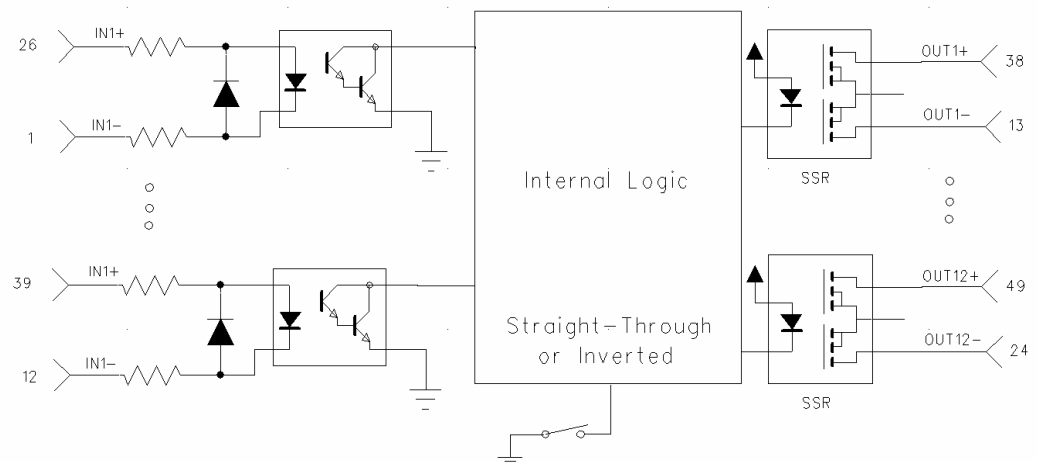 26 IN1+
OUT1+ 38
1 IN1-
OUT1- 13
Internal Logic
SSR
39 IN1+
OUT12+ 49
Straight-Through
or Inverted
12 IN1-
OUT12- 24
SSR